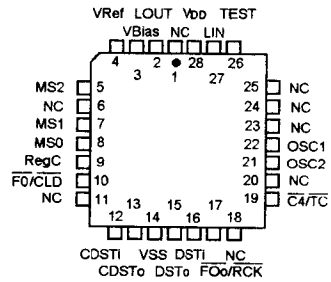 VRef LOUT VDD TEST
VBias NC LIN
4 2 28 26
3 1 27
MS2 5 25 NC
NC 6 24 NC
MS1 7 23 NC
MS0 8 22 OSC1
RegC 9 21 OSC2
F0/CLD 10 20 NC
NC 11 19 C4/TC
13 15 17
12 14 16 18
CDSTi VSS DSTi NC
CDSTo DSTo FOo/RCK